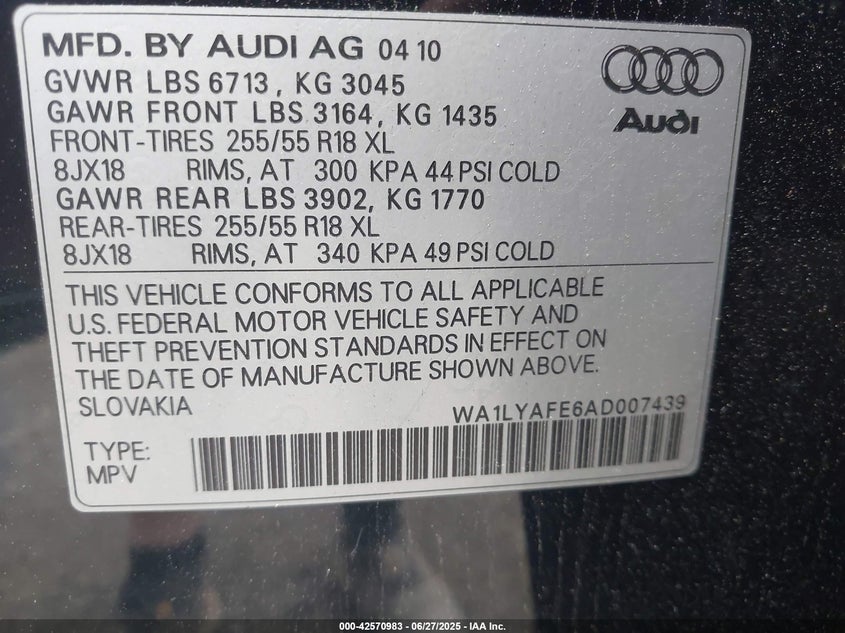 MFD. BY AUDI AG 04 10
GVWR LBS 6713 , KG 3045
GAWR FRONT LBS 3164, KG 1435
FRONT-TIRES 255/55 R18 XL
8JX18 RIMS, AT 300 KPA 44 PSI COLD
GAWR REAR LBS 3902, KG 1770
REAR-TIRES 255/55 R18 XL
8JX18 RIMS, AT 340 KPA 49 PSI COLD
Audi
THIS VEHICLE CONFORMS TO ALL APPLICABLE
U.S. FEDERAL MOTOR VEHICLE SAFETY AND
THEFT PREVENTION STANDARDS IN EFFECT ON
THE DATE OF MANUFACTURE SHOWN ABOVE.
SLOVAKIA WA1LYAFE6AD007439
TYPE:
MPV
000-42570983 - 06/27/2025 - IAA Inc.